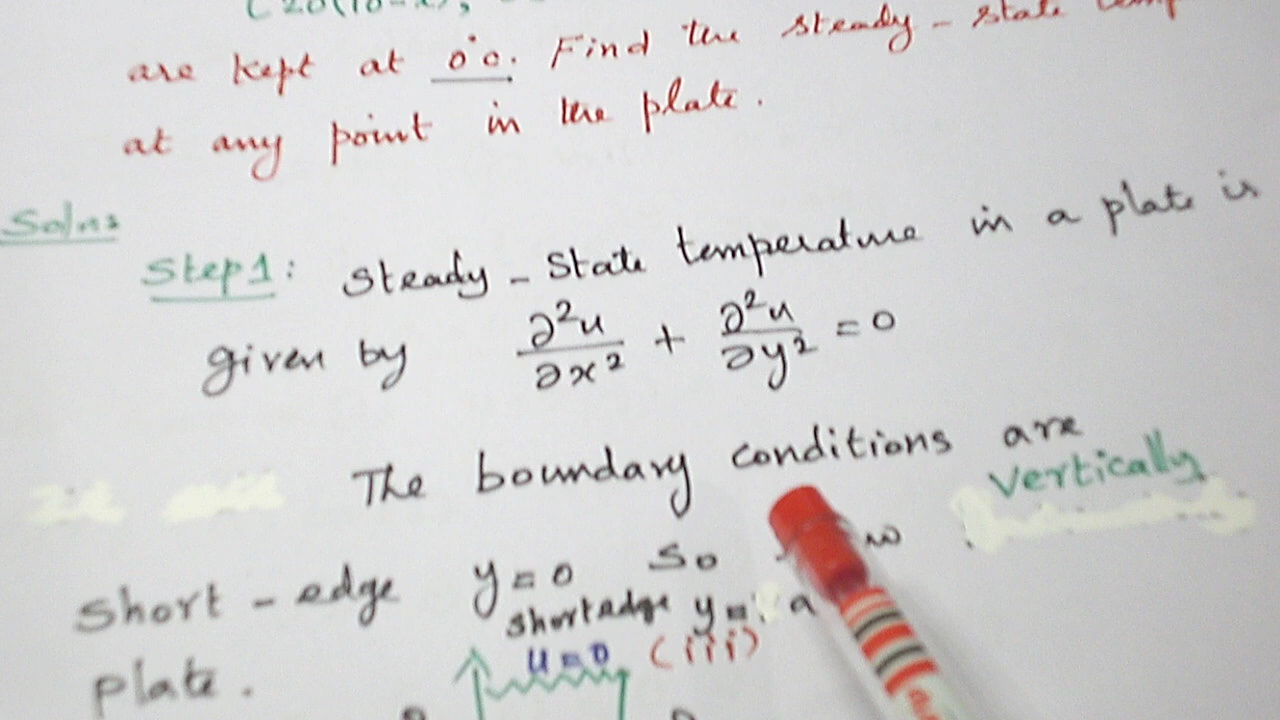 are kept at 0°c. Find the steady - state
at any point in the plate.
Solns
Step1: Steady - State temperature in a plate is
given by ∂²u/∂x² + ∂²u/∂y² = 0
The boundary conditions are
vertically
Short - edge y=0 So
shortedge y=
plate.
u=0 (iii)